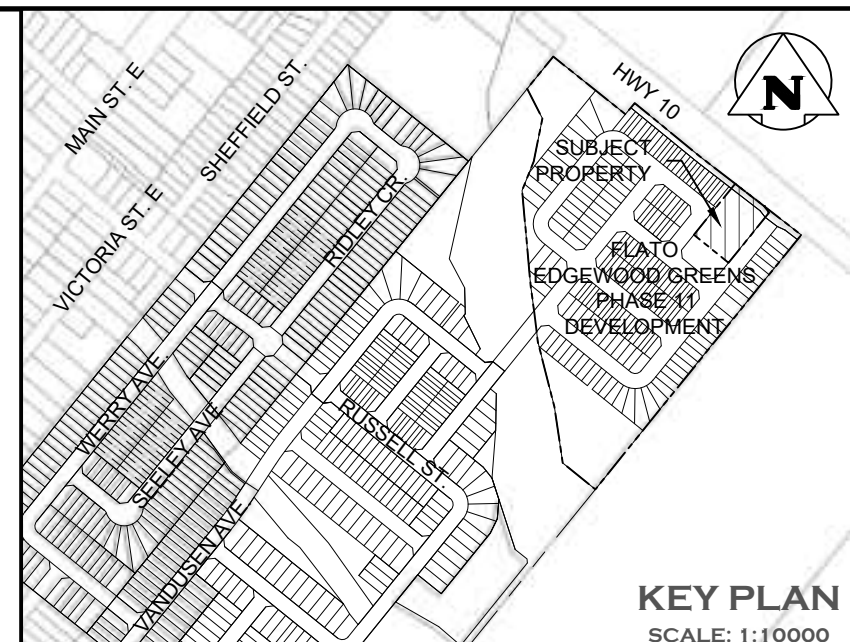 MAIN ST. E
SHEFFIELD ST.
HWY 10
N
SUBJECT
PROPERTY
VICTORIA ST. E
RIDLEY CR.
FLATO
EDGEWOOD GREENS
PHASE 11
DEVELOPMENT
WERRY AVE.
SEELEY AVE.
RUSSELL ST.
VANDUSEN AVE.
KEY PLAN
SCALE: 1:10000